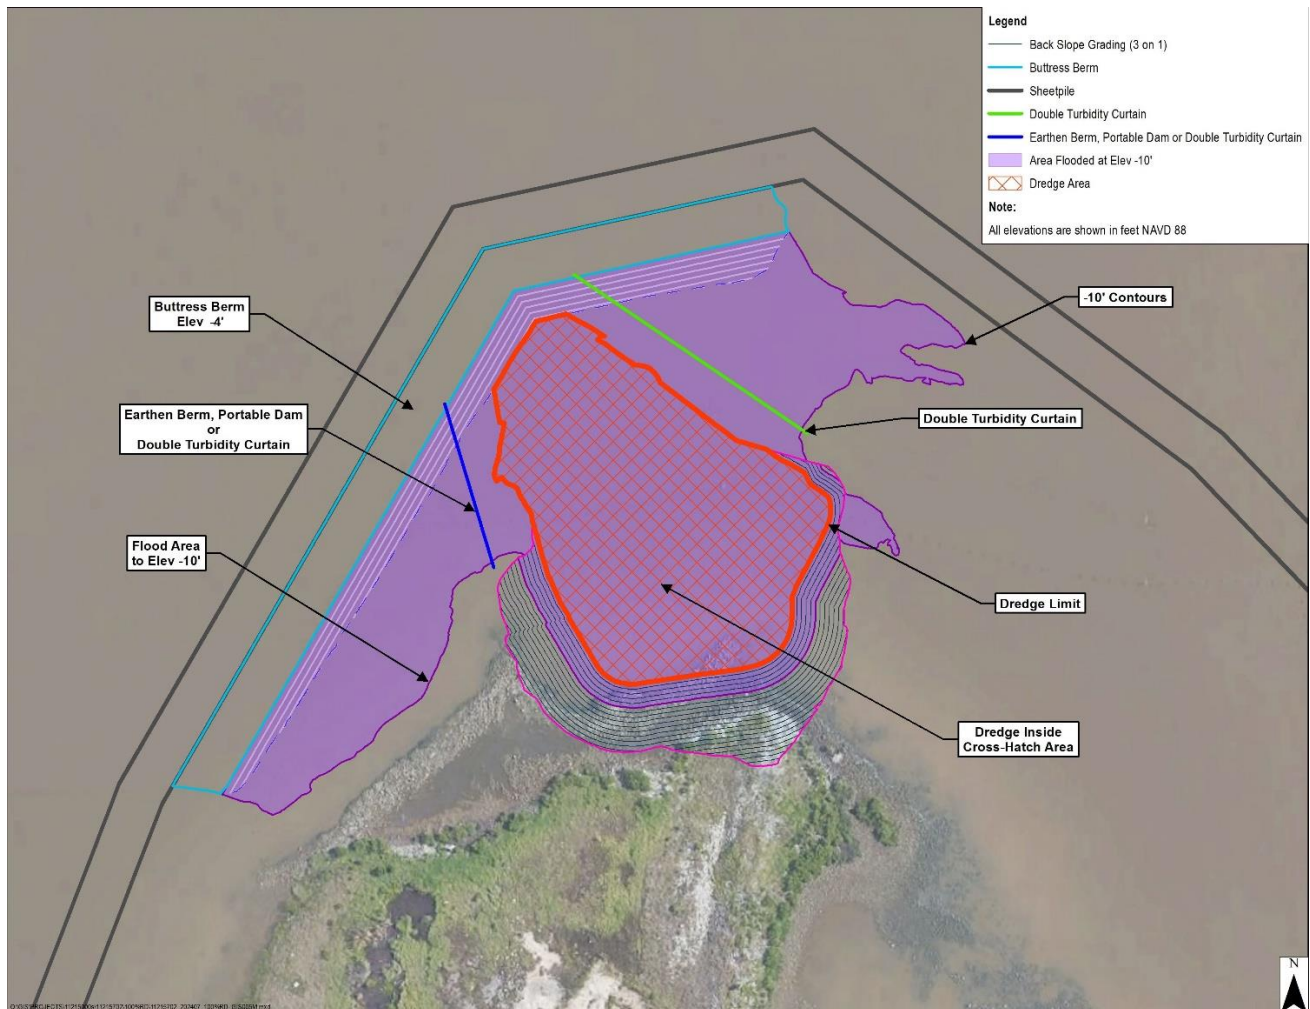 Legend
Back Slope Grading (3 on 1)
Buttress Berm
Sheetpile
Double Turbidity Curtain
Earthen Berm, Portable Dam or Double Turbidity Curtain
Area Flooded at Elev -10'
Dredge Area
Note:
All elevations are shown in feet NAVD 88
Buttress Berm
Elev -4'
-10' Contours
Earthen Berm, Portable Dam
or
Double Turbidity Curtain
Double Turbidity Curtain
Flood Area
to Elev -10'
Dredge Limit
Dredge Inside
Cross-Hatch Area
N